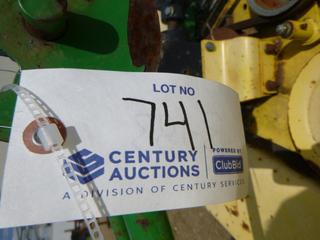 LOT NO
741
CENTURY AUCTIONS
POWERED BY ClubBid
A DIVISION OF CENTURY SERVICES